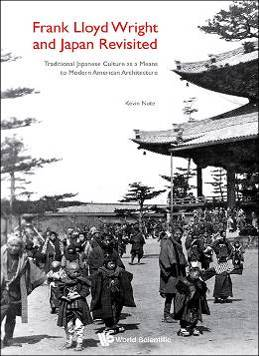 Frank Lloyd Wright
and Japan Revisited
Traditional Japanese Culture as a Means
to Modern American Architecture
Kevin Nute
World Scientific